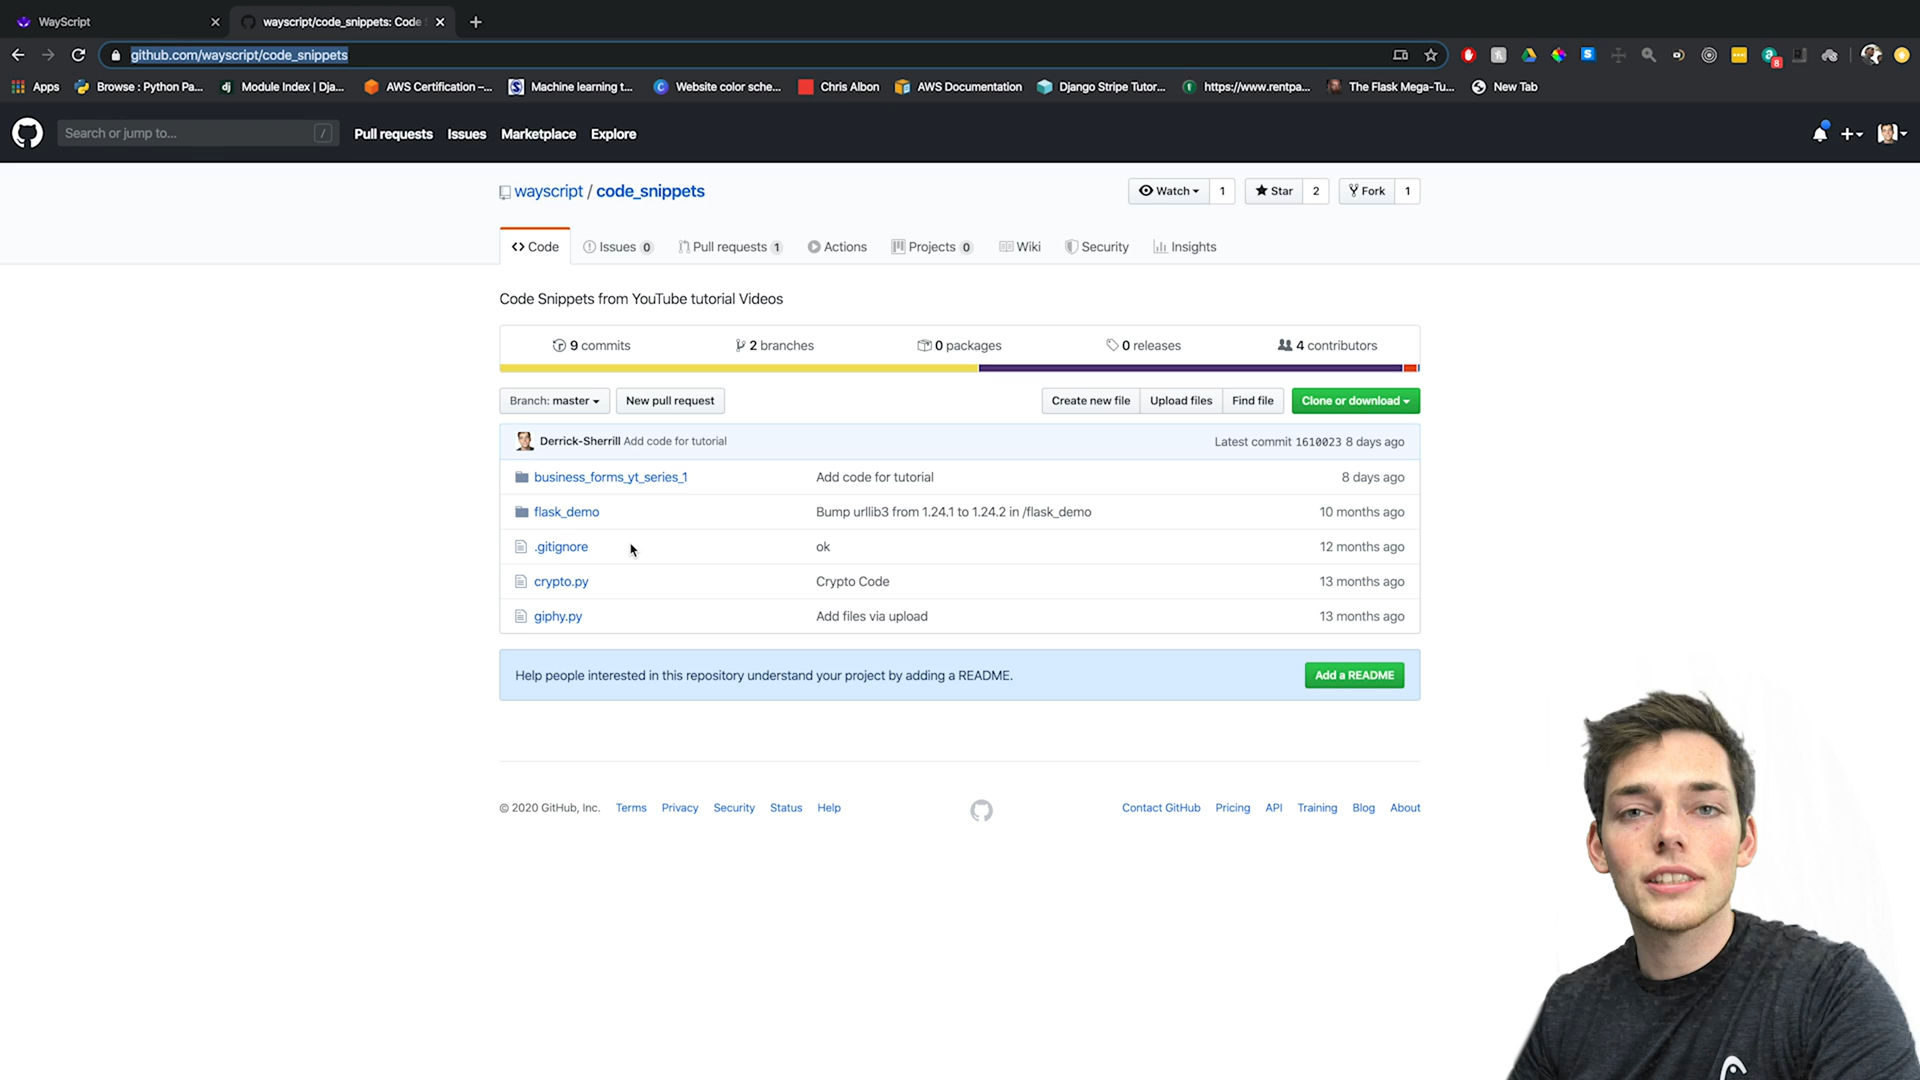 WayScript
wayscript/code_snippets: Code
github.com/wayscript/code_snippets
Apps
Browse : Python Pa...
Module Index | Dja...
AWS Certification –...
Machine learning t...
Website color sche...
Chris Albon
AWS Documentation
Django Stripe Tutor...
https://www.rentpa...
The Flask Mega-Tu...
New Tab
Search or jump to... /
Pull requests
Issues
Marketplace
Explore
wayscript / code_snippets
Watch 1
Star 2
Fork 1
Code
Issues 0
Pull requests 1
Actions
Projects 0
Wiki
Security
Insights
Code Snippets from YouTube tutorial Videos
9 commits
2 branches
0 packages
0 releases
4 contributors
Branch: master
New pull request
Create new file
Upload files
Find file
Clone or download
Derrick-Sherrill Add code for tutorial
Latest commit 1610023 8 days ago
business_forms_yt_series_1 Add code for tutorial 8 days ago
flask_demo Bump urllib3 from 1.24.1 to 1.24.2 in /flask_demo 10 months ago
.gitignore ok 12 months ago
crypto.py Crypto Code 13 months ago
giphy.py Add files via upload 13 months ago
Help people interested in this repository understand your project by adding a README.
Add a README
© 2020 GitHub, Inc. Terms Privacy Security Status Help
Contact GitHub Pricing API Training Blog About